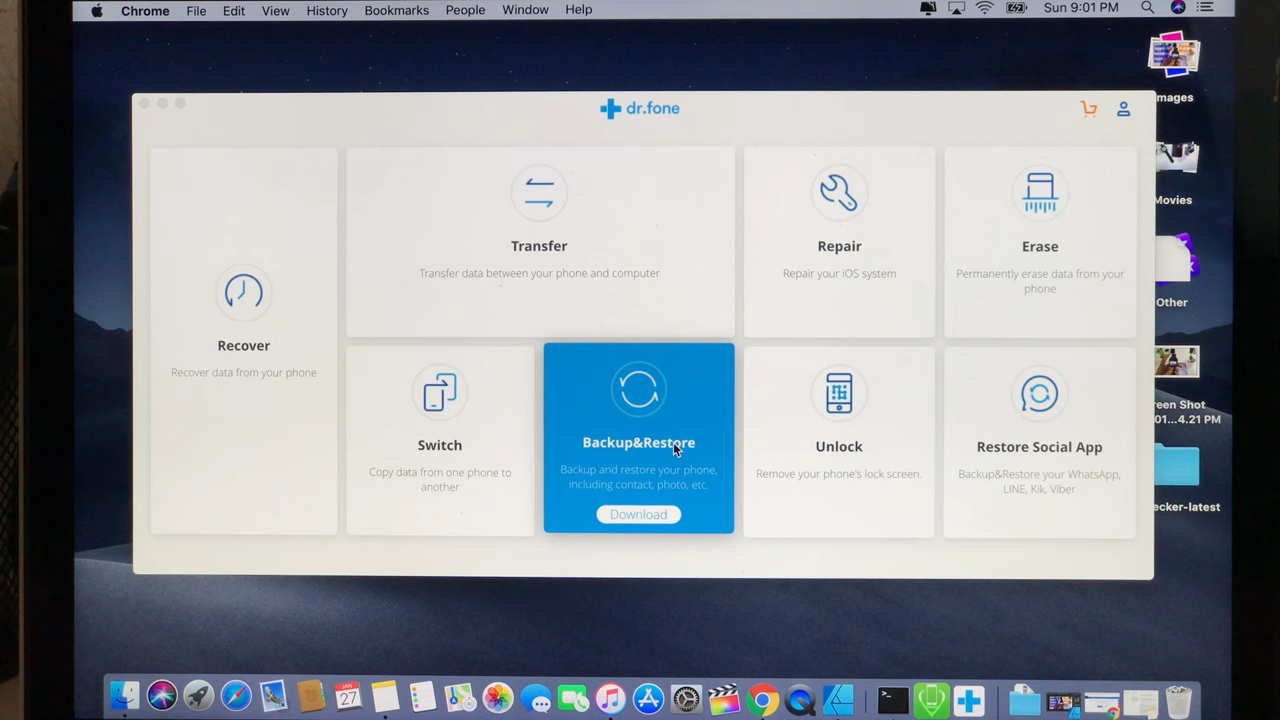 Chrome File Edit View History Bookmarks People Window Help Sun 9:01 PM
dr.fone
Recover
Recover data from your phone
Transfer
Transfer data between your phone and computer
Repair
Repair your iOS system
Erase
Permanently erase data from your
phone
Switch
Copy data from one phone to
another
Backup&Restore
Backup and restore your phone,
including contact, photo, etc.
Download
Unlock
Remove your phone's lock screen.
Restore Social App
Backup&Restore your WhatsApp,
LINE, Kik, Viber
mages
Movies
Other
reen Shot
01...4.21 PM
ecker-latest
JAN
27